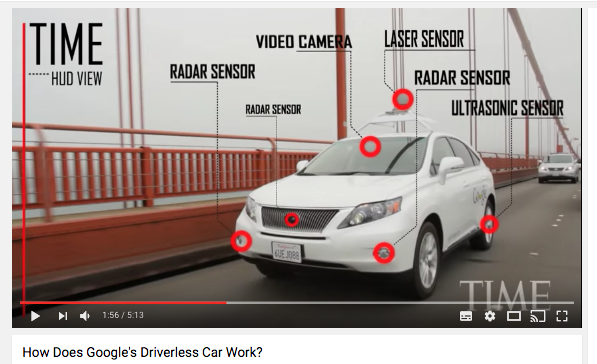 TIME
HUD VIEW
VIDEO CAMERA
LASER SENSOR
RADAR SENSOR
RADAR SENSOR
RADAR SENSOR
ULTRASONIC SENSOR
Google
6UEJ088
TIME
1:56 / 5:13
How Does Google's Driverless Car Work?